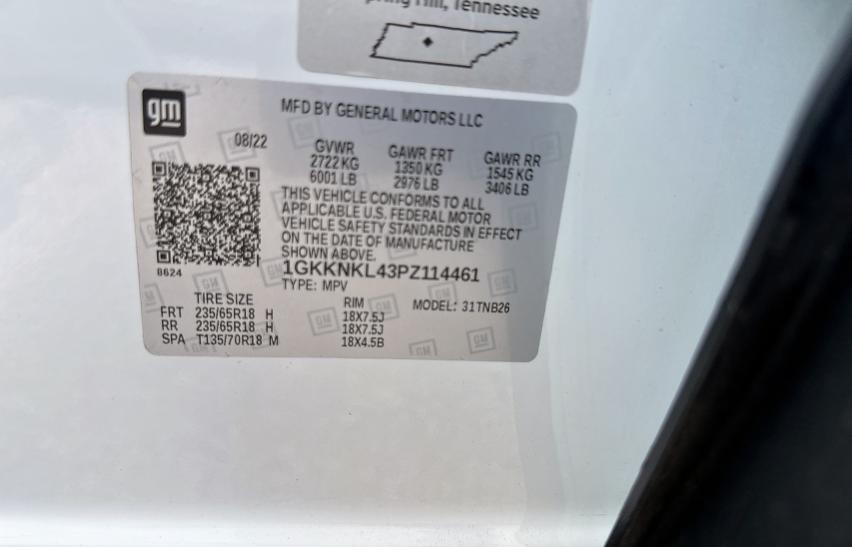 Hill, Tennessee
gm
MFD BY GENERAL MOTORS LLC
08/22
GVWR GAWR FRT GAWR RR
2722 KG 1350 KG 1545 KG
6001 LB 2976 LB 3406 LB
THIS VEHICLE CONFORMS TO ALL
APPLICABLE U.S. FEDERAL MOTOR
VEHICLE SAFETY STANDARDS IN EFFECT
ON THE DATE OF MANUFACTURE
SHOWN ABOVE.
8624
1GKKNKL43PZ114461
TYPE: MPV
TIRE SIZE RIM MODEL: 31TNB26
FRT 235/65R18 H 18X7.5J
RR 235/65R18 H 18X7.5J
SPA T135/70R18 M 18X4.5B